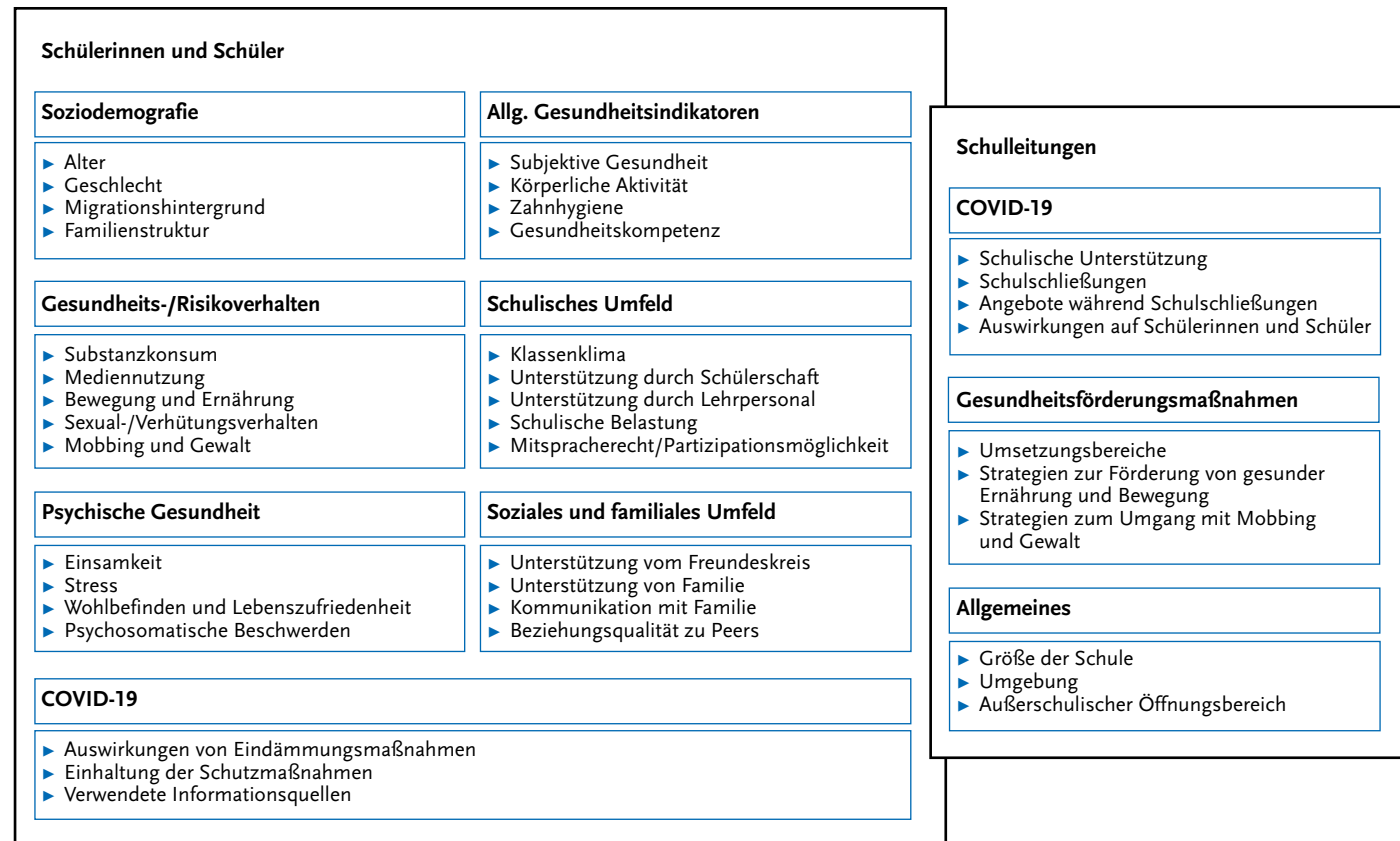 Schülerinnen und Schüler
Soziodemografie
► Alter
► Geschlecht
► Migrationshintergrund
► Familienstruktur
Allg. Gesundheitsindikatoren
► Subjektive Gesundheit
► Körperliche Aktivität
► Zahnhygiene
► Gesundheitskompetenz
Gesundheits-/Risikoverhalten
► Substanzkonsum
► Mediennutzung
► Bewegung und Ernährung
► Sexual-/Verhütungsverhalten
► Mobbing und Gewalt
Schulisches Umfeld
► Klassenklima
► Unterstützung durch Schülerschaft
► Unterstützung durch Lehrpersonal
► Schulische Belastung
► Mitspracherecht/Partizipationsmöglichkeit
Psychische Gesundheit
► Einsamkeit
► Stress
► Wohlbefinden und Lebenszufriedenheit
► Psychosomatische Beschwerden
Soziales und familiales Umfeld
► Unterstützung vom Freundeskreis
► Unterstützung von Familie
► Kommunikation mit Familie
► Beziehungsqualität zu Peers
COVID-19
► Auswirkungen von Eindämmungsmaßnahmen
► Einhaltung der Schutzmaßnahmen
► Verwendete Informationsquellen
Schulleitungen
COVID-19
► Schulische Unterstützung
► Schulschließungen
► Angebote während Schulschließungen
► Auswirkungen auf Schülerinnen und Schüler
Gesundheitsförderungsmaßnahmen
► Umsetzungsbereiche
► Strategien zur Förderung von gesunder
Ernährung und Bewegung
► Strategien zum Umgang mit Mobbing
und Gewalt
Allgemeines
► Größe der Schule
► Umgebung
► Außerschulischer Öffnungsbereich